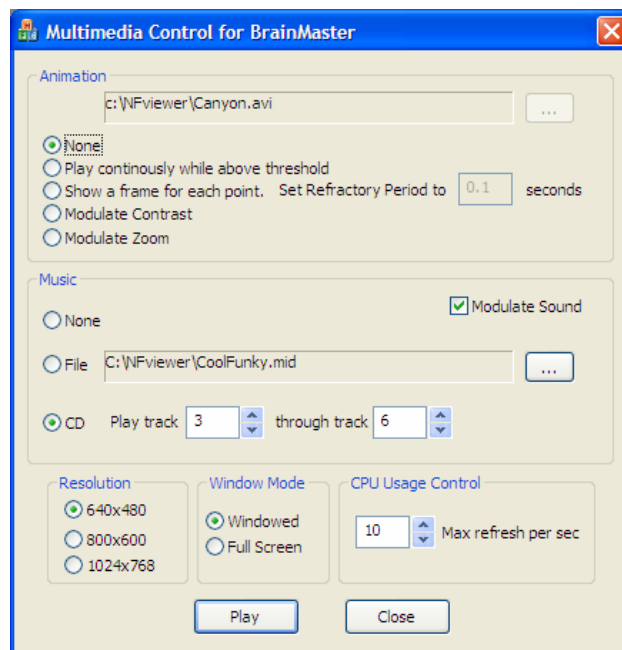 Multimedia Control for BrainMaster
Animation
c:\NFviewer\Canyon.avi ...
None
Play continously while above threshold
Show a frame for each point. Set Refractory Period to 0.1 seconds
Modulate Contrast
Modulate Zoom
Music
Modulate Sound
None
File C:\NFviewer\CoolFunky.mid ...
CD Play track 3 through track 6
Resolution
640x480
800x600
1024x768
Window Mode
Windowed
Full Screen
CPU Usage Control
10 Max refresh per sec
Play Close